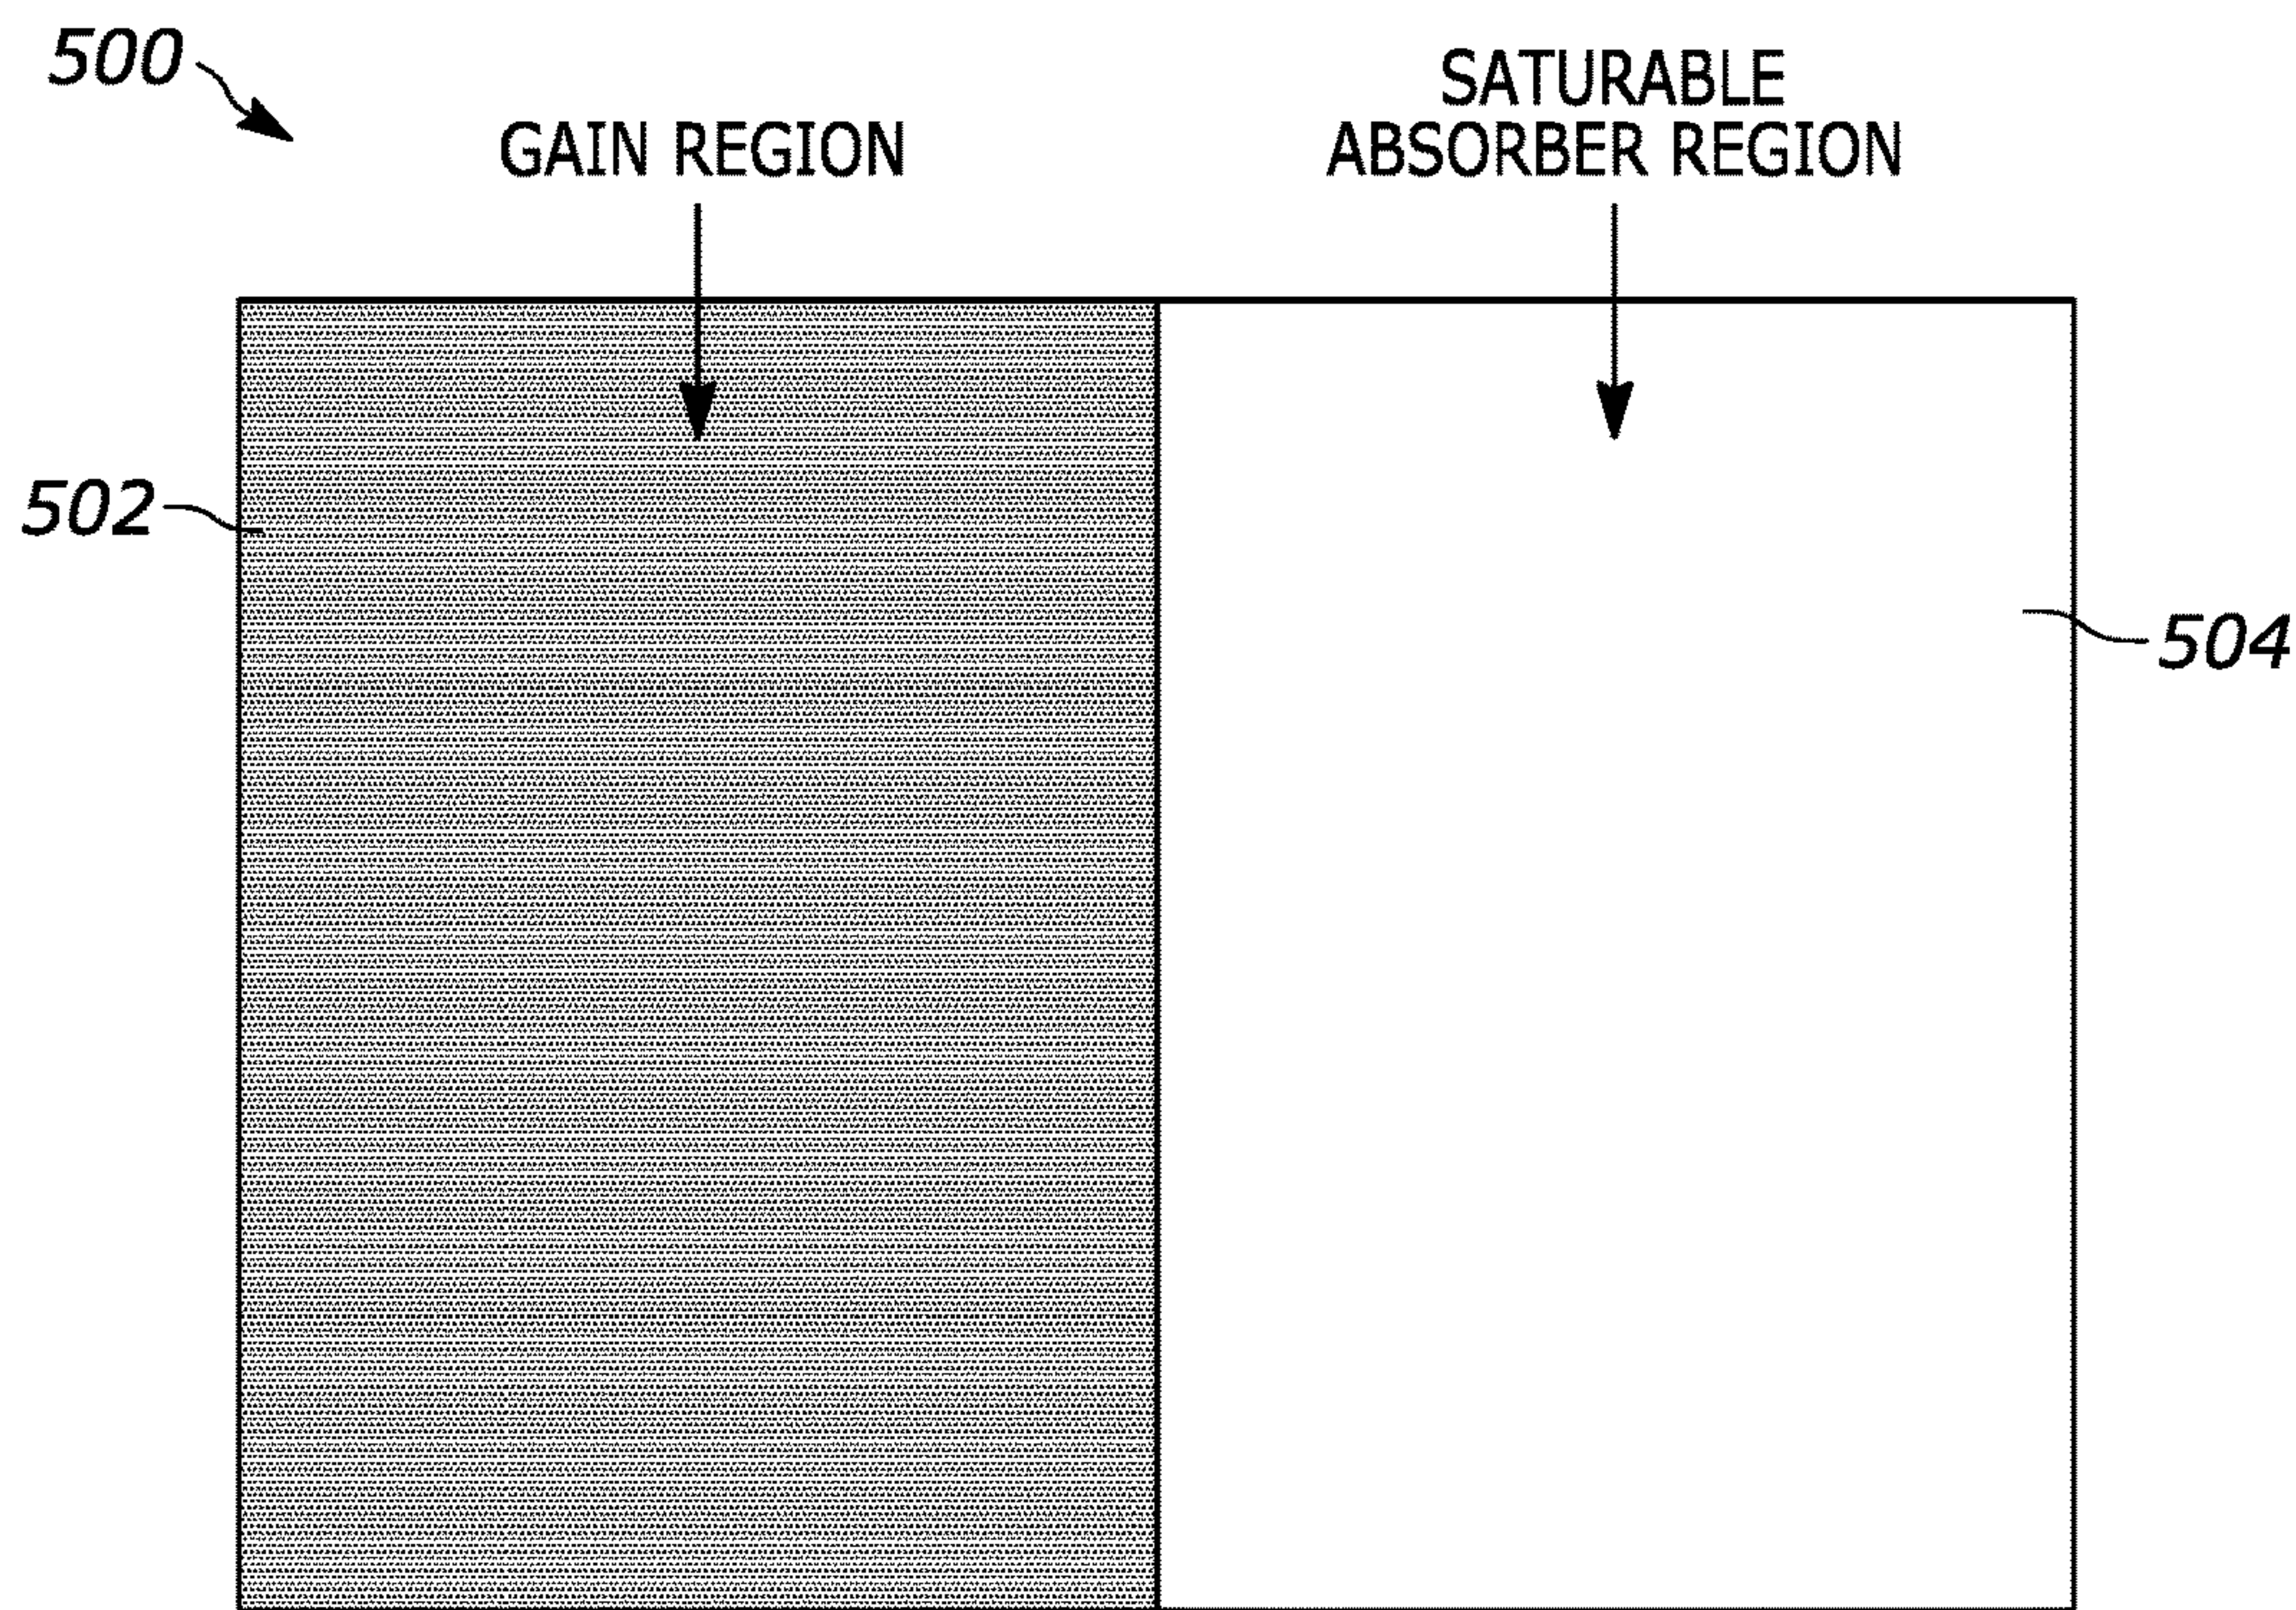 500
GAIN REGION
SATURABLE
ABSORBER REGION
502
504